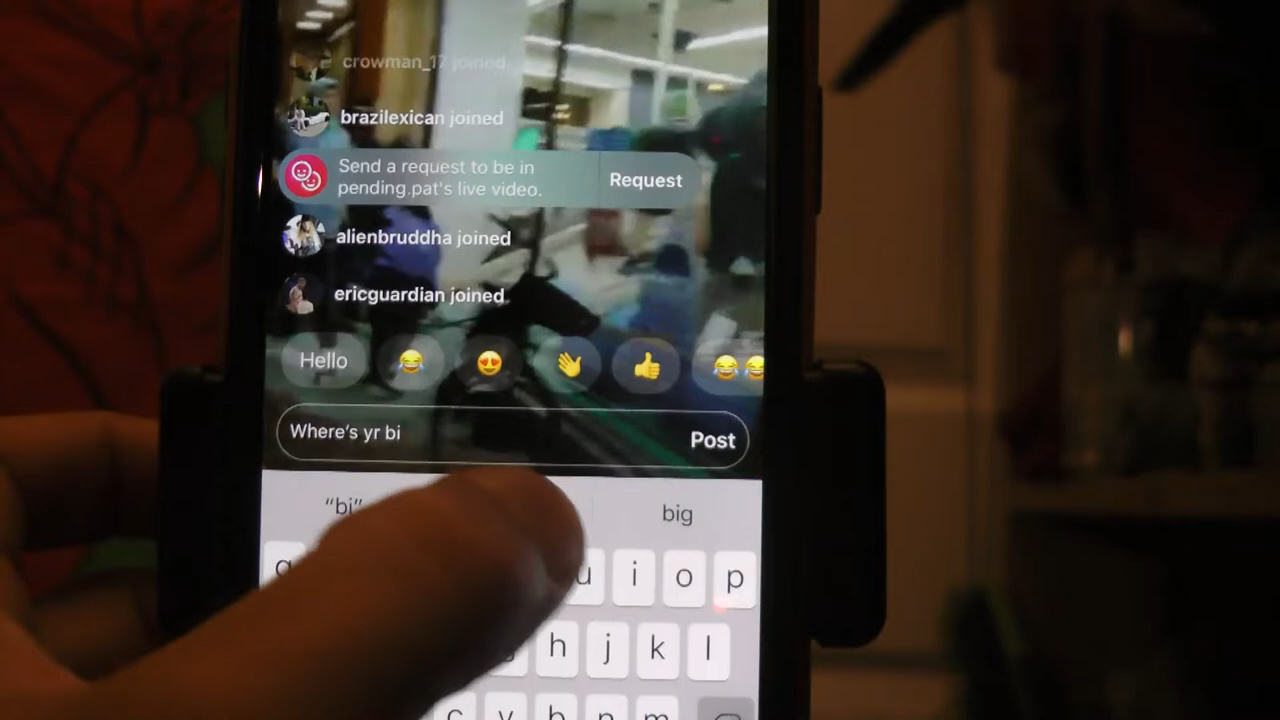 crowman_17 joined
brazilexican joined
Send a request to be in
pending.pat's live video.
Request
alienbruddha joined
ericguardian joined
Hello
Where's yr bi
Post
"bi"
big
u i o p
h j k l
c v b n m